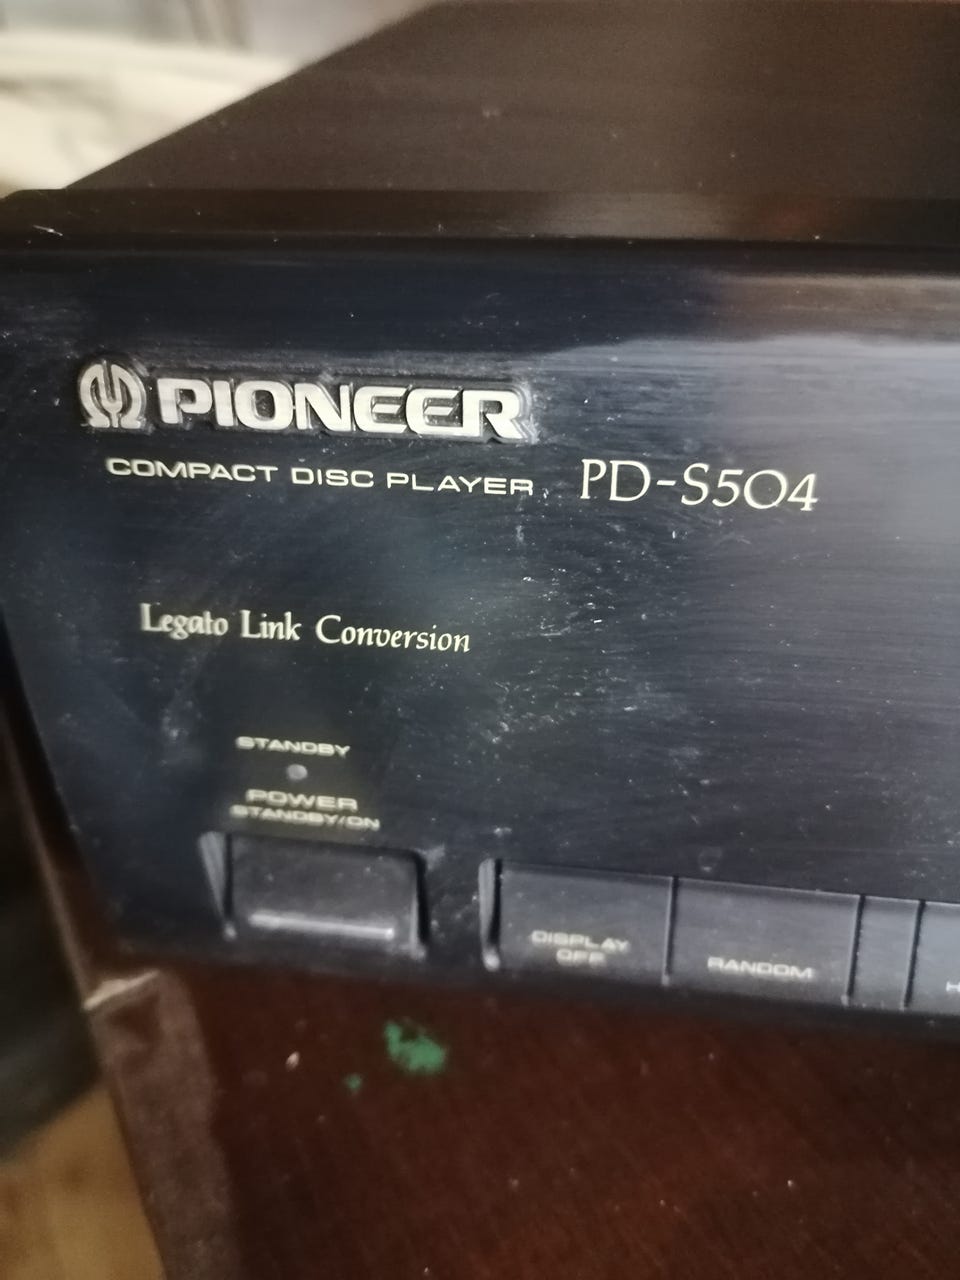 PIONEER
COMPACT DISC PLAYER PD-S504
Legato Link Conversion
STANDBY
POWER
STANDBY/ON
DISPLAY
OFF
RANDOM